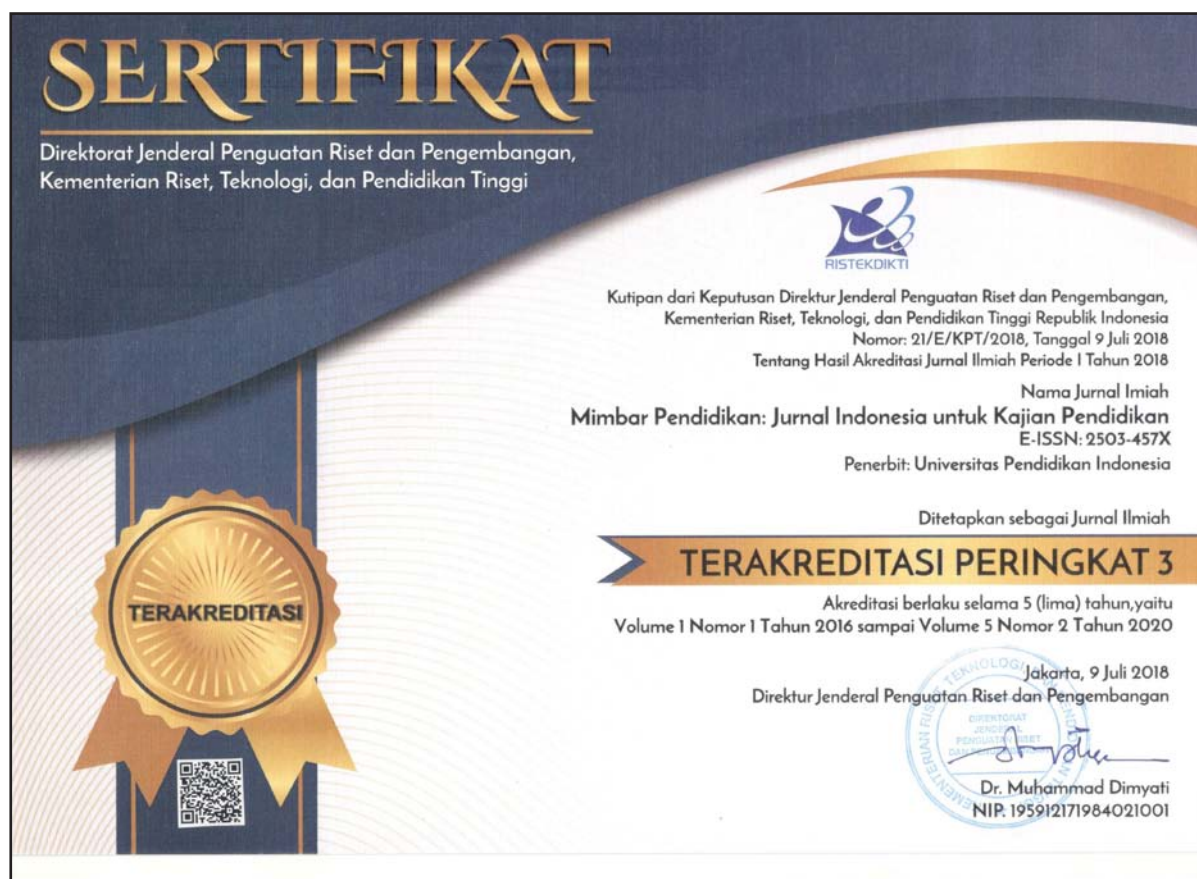 SERTIFIKAT
Direktorat Jenderal Penguatan Riset dan Pengembangan,
Kementerian Riset, Teknologi, dan Pendidikan Tinggi
RISTEKDIKTI
Kutipan dari Keputusan Direktur Jenderal Penguatan Riset dan Pengembangan,
Kementerian Riset, Teknologi, dan Pendidikan Tinggi Republik Indonesia
Nomor: 21/E/KPT/2018, Tanggal 9 Juli 2018
Tentang Hasil Akreditasi Jurnal Ilmiah Periode I Tahun 2018
Nama Jurnal Imiah
Mimbar Pendidikan: Jurnal Indonesia untuk Kajian Pendidikan
E-ISSN: 2503-457X
Penerbit: Universitas Pendidikan Indonesia
Ditetapkan sebagai Jurnal Ilmiah
TERAKREDITASI PERINGKAT 3
Akreditasi berlaku selama 5 (lima) tahun,yaitu
Volume 1 Nomor 1 Tahun 2016 sampai Volume 5 Nomor 2 Tahun 2020
TERAKREDITASI
Jakarta, 9 Juli 2018
Direktur Jenderal Penguatan Riset dan Pengembangan
DIREKTORAT
JENDERAL
PENGUATAN RISET
Dr. Muhammad Dimyati
NIP. 195912171984021001